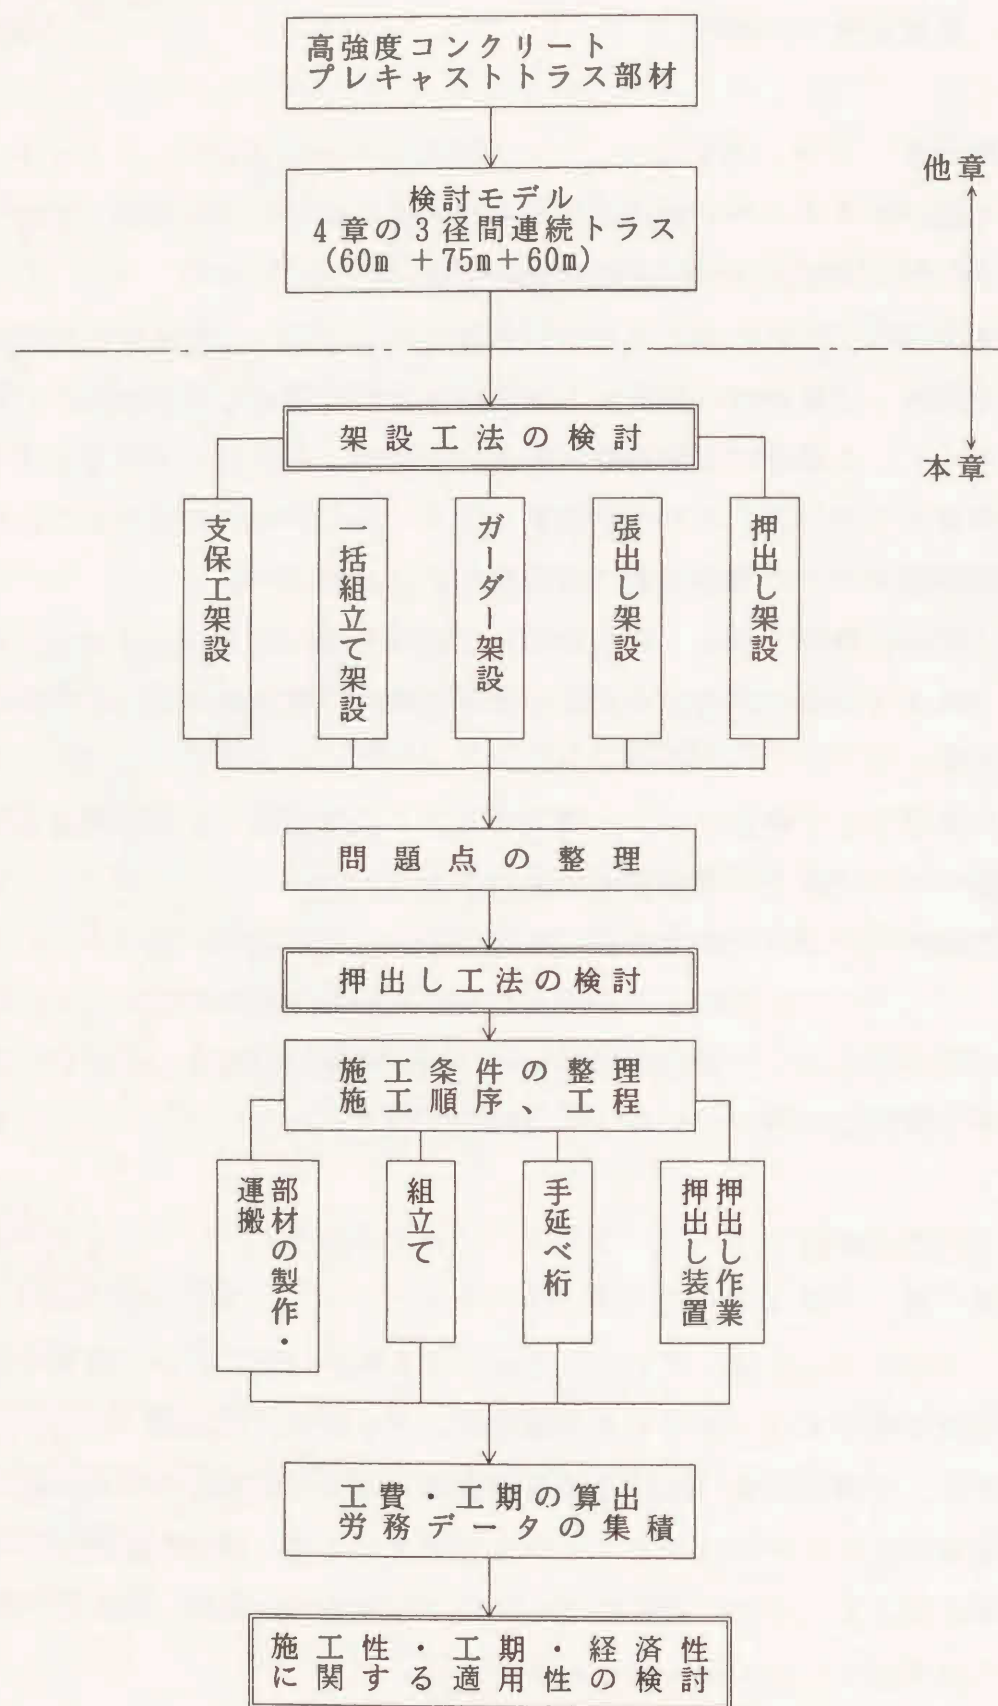 高強度コンクリート
プレキャストトラス部材
検討モデル
4章の3径間連続トラス
(60m +75m+60m)
他章
本章
架設工法の検討
支保工架設
一括組立て架設
ガーダー架設
張出し架設
押出し架設
問題点の整理
押出し工法の検討
施工条件の整理
施工順序、工程
部材の製作・
運搬
組立て
手延べ桁
押出し作業
押出し装置
工費・工期の算出
労務データの集積
施工性・工期・経済性
に関する適用性の検討